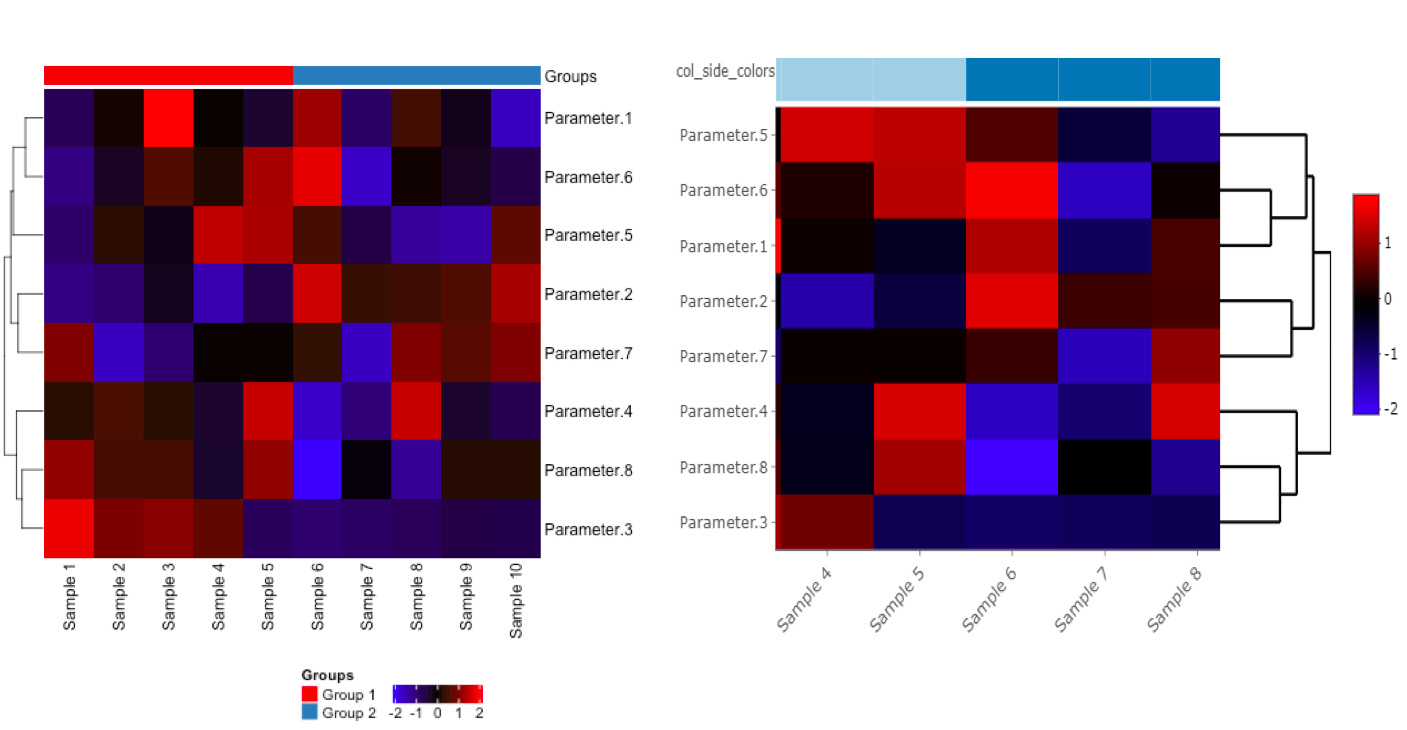 Groups
Parameter.1
Parameter.6
Parameter.5
Parameter.2
Parameter.7
Parameter.4
Parameter.8
Parameter.3
Sample 1
Sample 2
Sample 3
Sample 4
Sample 5
Sample 6
Sample 7
Sample 8
Sample 9
Sample 10
Groups
Group 1
Group 2
-2 -1 0 1 2
col_side_colors
Parameter.5
Parameter.6
Parameter.1
Parameter.2
Parameter.7
Parameter.4
Parameter.8
Parameter.3
Sample 4
Sample 5
Sample 6
Sample 7
Sample 8
1
0
-1
-2